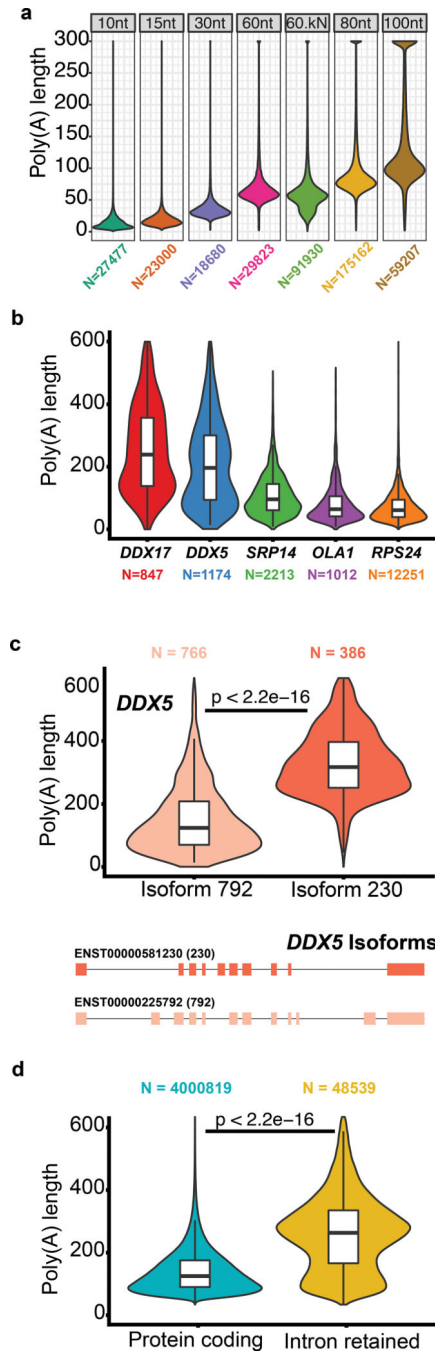 a
10nt 15nt 30nt 60nt 60.kN 80nt 100nt
Poly(A) length
300
250
200
150
100
50
0
N=27477 N=23000 N=18680 N=29823 N=91930 N=175162 N=59207
b
Poly(A) length
600
400
200
0
DDX17 DDX5 SRP14 OLA1 RPS24
N=847 N=1174 N=2213 N=1012 N=12251
c
N = 766 N = 386
DDX5
p < 2.2e−16
Poly(A) length
600
400
200
0
Isoform 792 Isoform 230
DDX5 Isoforms
ENST00000581230 (230)
ENST00000225792 (792)
d
N = 4000819 N = 48539
p < 2.2e−16
Poly(A) length
600
400
200
0
Protein coding Intron retained